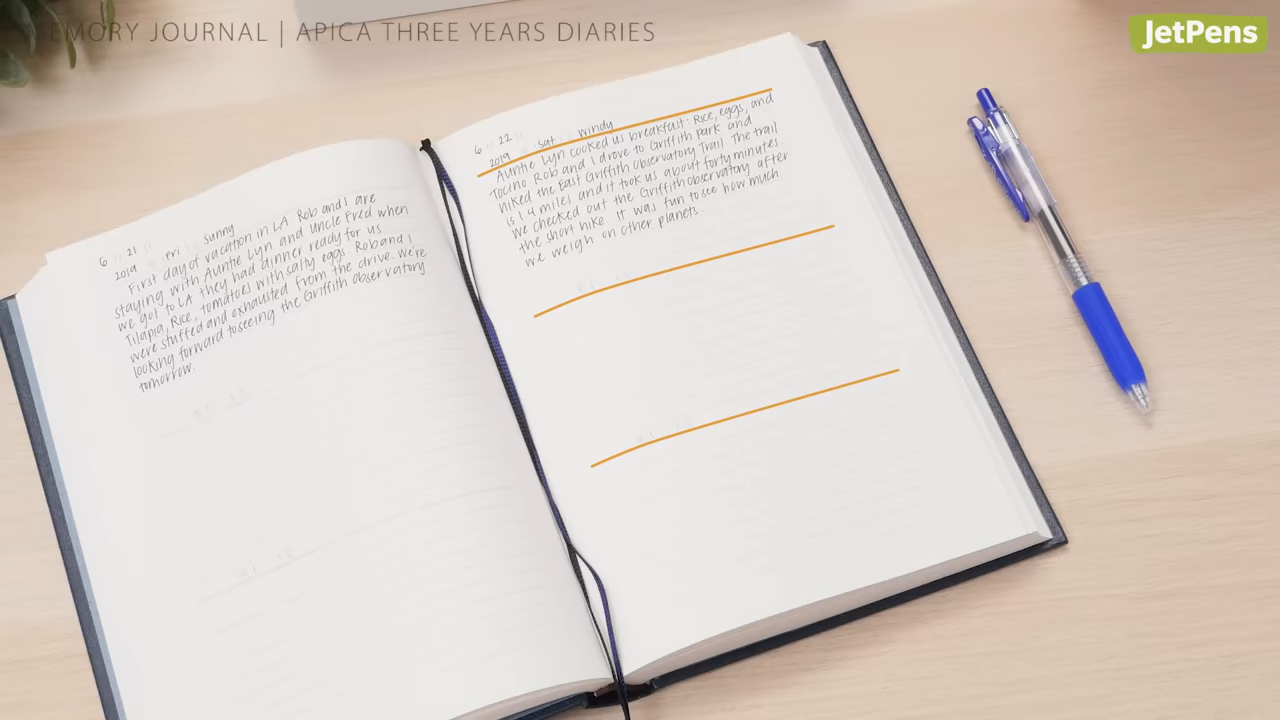 EMORY JOURNAL | APICA THREE YEARS DIARIES
JetPens
6 21
2019 Fri sunny
First day of vacation in LA. Rob and I are
staying with Auntie Lyn and Uncle Fred when
we got to LA they had dinner ready for us
Tilapia, Rice, tomatoes with salty eggs. Rob and I
were stuffed and exhausted from the drive. We're
looking forward to seeing the Griffith observatory
tomorrow.
6 22
2019 Sat windy
Auntie Lyn cooked us breakfast: Rice, eggs, and
Tocino. Rob and I drove to Griffith park and
hiked the East Griffith Observatory Trail. The trail
is 1.4 miles and it took us about forty minutes.
We checked out the Griffith observatory after
the short hike. It was fun to see how much
we weigh on other planets.